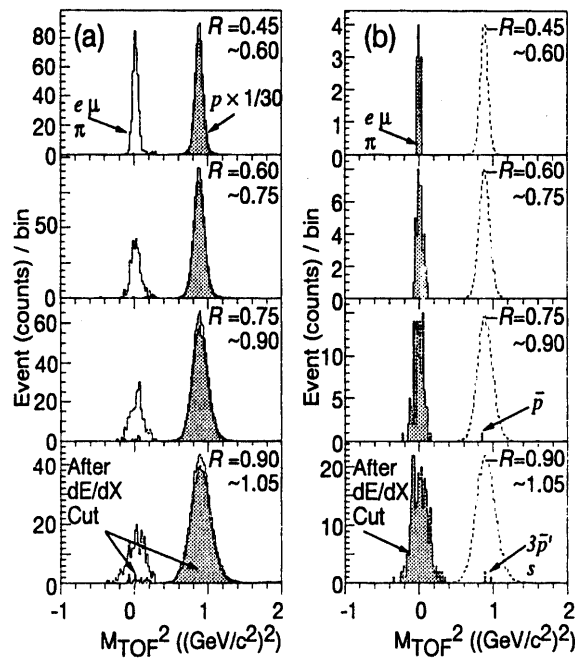 (a)
R=0.45
~0.60
80
60
40
20
0
e μ
π
p × 1/30
R=0.60
~0.75
50
0
R=0.75
~0.90
60
40
20
0
R=0.90
~1.05
40
20
0
After
dE/dX
Cut
-1 0 1 2
M_TOF^2 ((GeV/c^2)^2)
Event (counts) / bin
(b)
–R=0.45
~0.60
4
3
2
1
0
e μ
π
–R=0.60
~0.75
8
6
4
2
0
–R=0.75
~0.90
10
0
p̄
–R=0.90
~1.05
20
10
0
After
dE/dX
Cut
3p̄'
s
-1 0 1 2
M_TOF^2 ((GeV/c^2)^2)
Event (counts) / bin